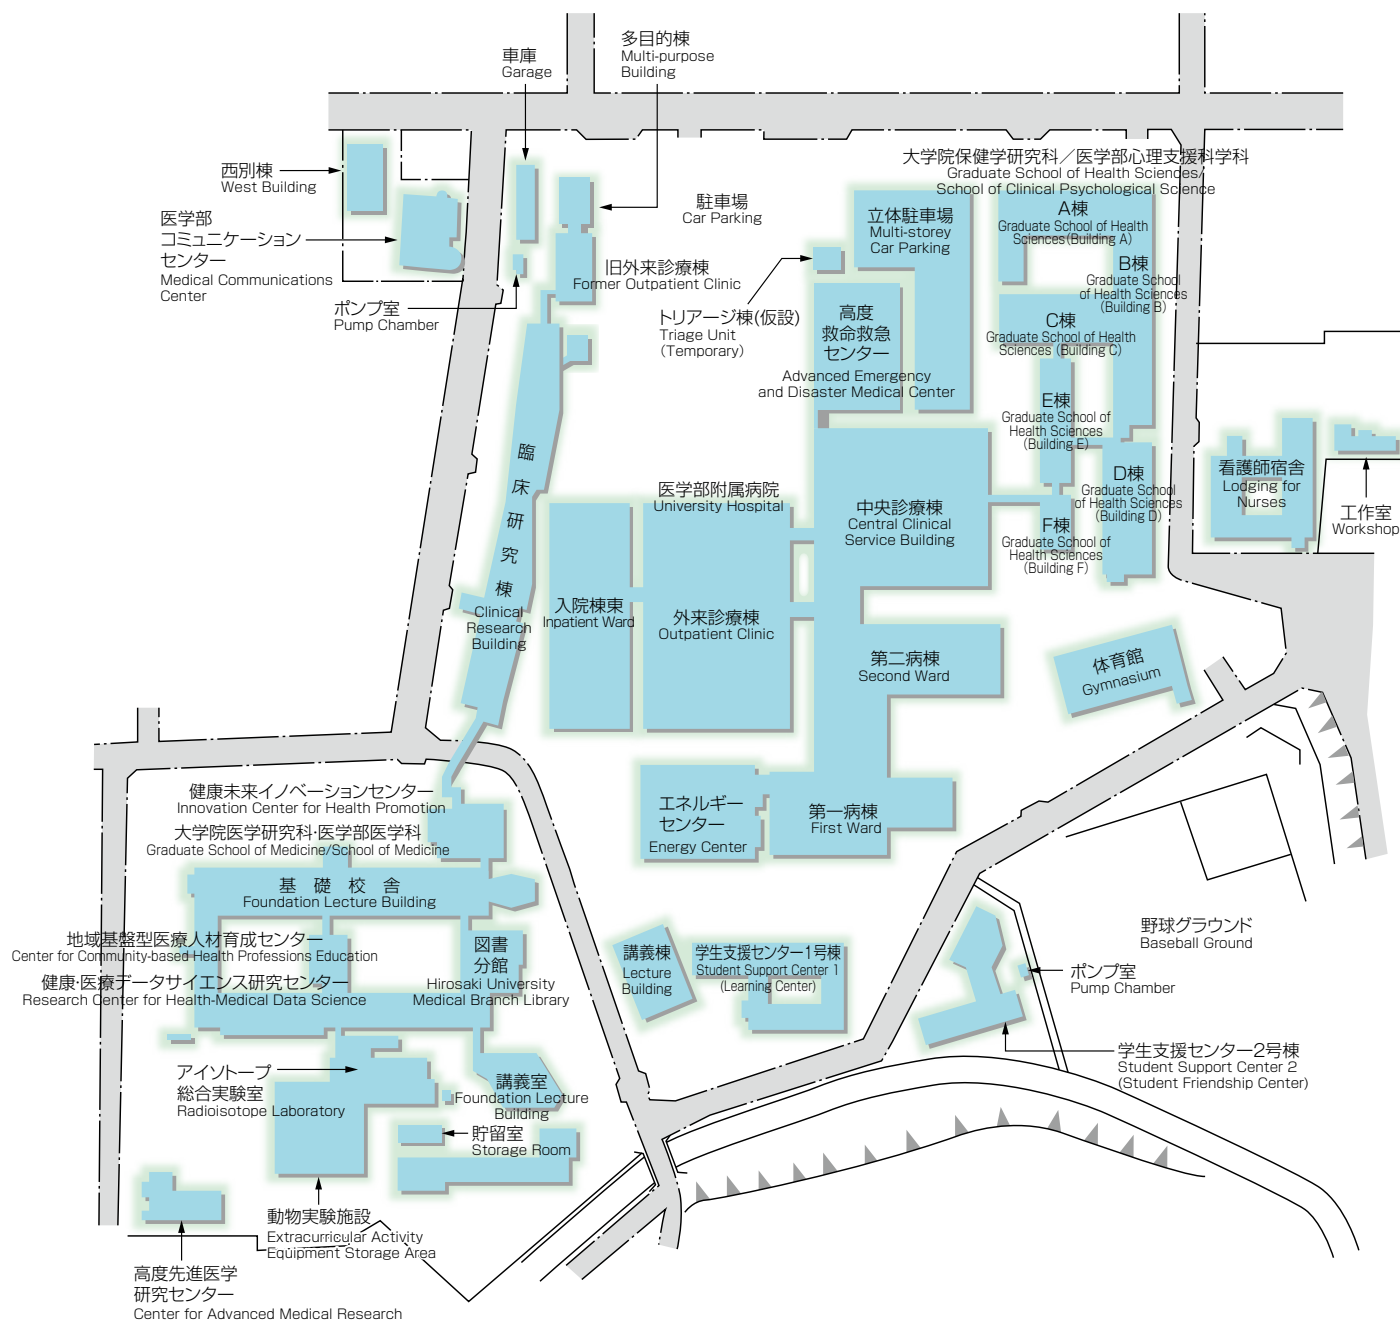 車庫
Garage
多目的棟
Multi-purpose
Building
西別棟
West Building
医学部
コミュニケーション
センター
Medical Communications
Center
ポンプ室
Pump Chamber
駐車場
Car Parking
旧外来診療棟
Former Outpatient Clinic
立体駐車場
Multi-storey
Car Parking
トリアージ棟(仮設)
Triage Unit
(Temporary)
高度
救命救急
センター
Advanced Emergency
and Disaster Medical Center
大学院保健学研究科／医学部心理支援科学科
Graduate School of Health Sciences/
School of Clinical Psychological Science
A棟
Graduate School of Health
Sciences(Building A)
B棟
Graduate School
of Health Sciences
(Building B)
C棟
Graduate School of Health
Sciences (Building C)
E棟
Graduate School of
Health Sciences
(Building E)
D棟
Graduate School
of Health Sciences
(Building D)
F棟
Graduate School of
Health Sciences
(Building F)
看護師宿舎
Lodging for
Nurses
工作室
Workshop
臨床研究棟
Clinical
Research
Building
医学部附属病院
University Hospital
中央診療棟
Central Clinical
Service Building
入院棟東
Inpatient Ward
外来診療棟
Outpatient Clinic
第二病棟
Second Ward
体育館
Gymnasium
エネルギー
センター
Energy Center
第一病棟
First Ward
健康未来イノベーションセンター
Innovation Center for Health Promotion
大学院医学研究科・医学部医学科
Graduate School of Medicine/School of Medicine
基礎校舎
Foundation Lecture Building
地域基盤型医療人材育成センター
Center for Community-based Health Professions Education
健康・医療データサイエンス研究センター
Research Center for Health-Medical Data Science
図書
分館
Hirosaki University
Medical Branch Library
講義棟
Lecture
Building
学生支援センター1号棟
Student Support Center 1
(Learning Center)
野球グラウンド
Baseball Ground
ポンプ室
Pump Chamber
学生支援センター2号棟
Student Support Center 2
(Student Friendship Center)
アイソトープ
総合実験室
Radioisotope Laboratory
講義室
Foundation Lecture
Building
貯留室
Storage Room
動物実験施設
Extracurricular Activity
Equipment Storage Area
高度先進医学
研究センター
Center for Advanced Medical Research